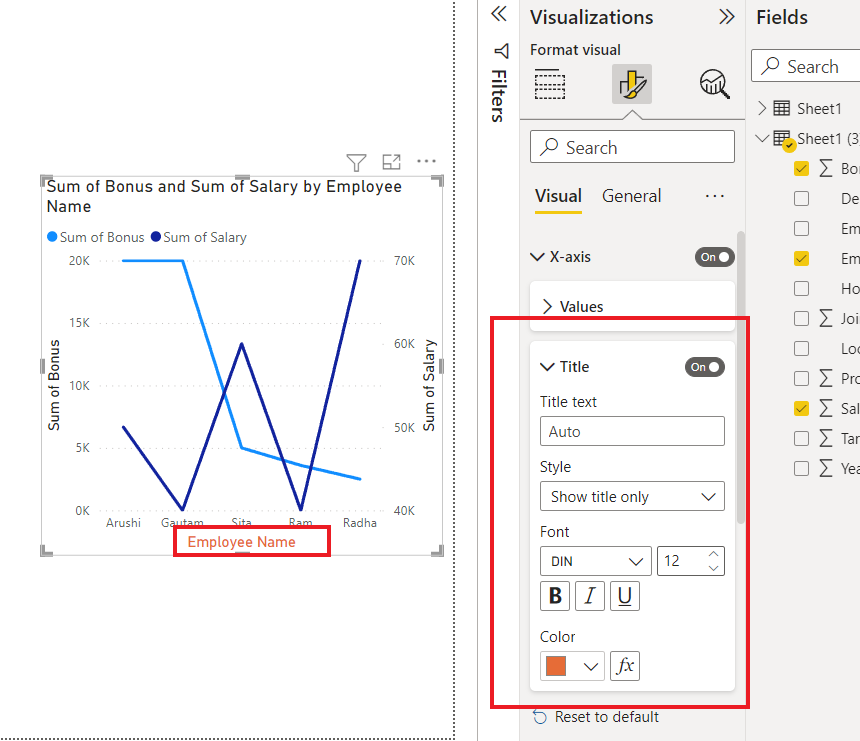 Sum of Bonus and Sum of Salary by Employee
Name
Sum of Bonus Sum of Salary
20K
15K
10K
5K
0K
Sum of Bonus
70K
60K
50K
40K
Sum of Salary
Arushi Gautam Sita Ram Radha
Employee Name
Filters
Visualizations
Format visual
Search
Visual General
X-axis On
Values
Title On
Title text
Auto
Style
Show title only
Font
DIN 12
B I U
Color
fx
Reset to default
Fields
Search
Sheet1
Sheet1 (3
Bo
De
Em
Em
Ho
Joi
Loc
Pro
Sal
Tar
Yea